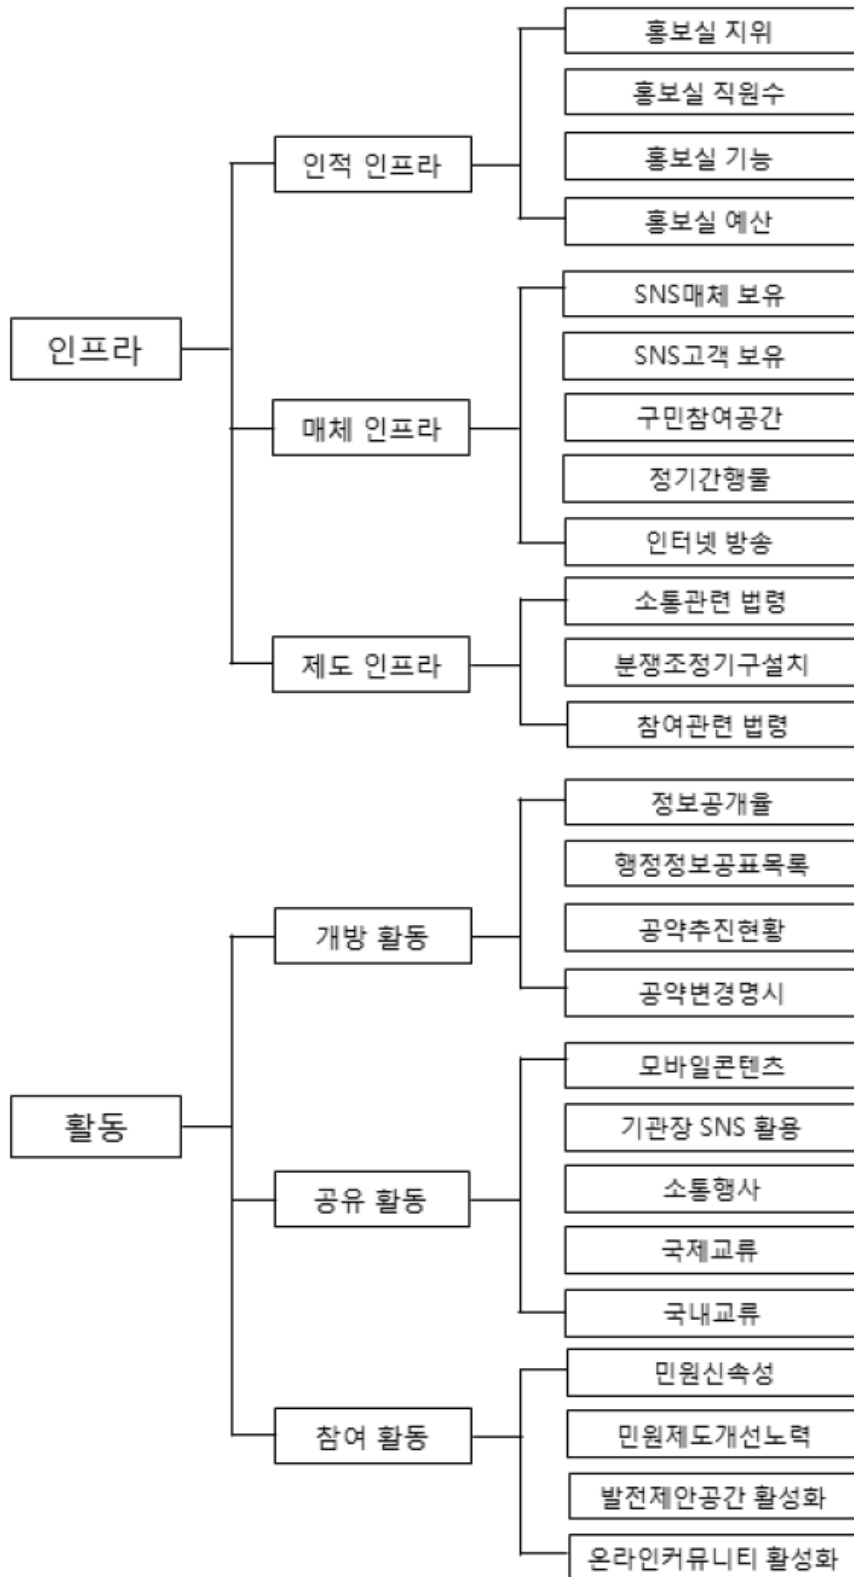 인프라
인적 인프라
홍보실 지위
홍보실 직원수
홍보실 기능
홍보실 예산
매체 인프라
SNS매체 보유
SNS고객 보유
구민참여공간
정기간행물
인터넷 방송
제도 인프라
소통관련 법령
분쟁조정기구설치
참여관련 법령
활동
개방 활동
정보공개율
행정정보공표목록
공약추진현황
공약변경명시
공유 활동
모바일콘텐츠
기관장 SNS 활용
소통행사
국제교류
국내교류
참여 활동
민원신속성
민원제도개선노력
발전제안공간 활성화
온라인커뮤니티 활성화